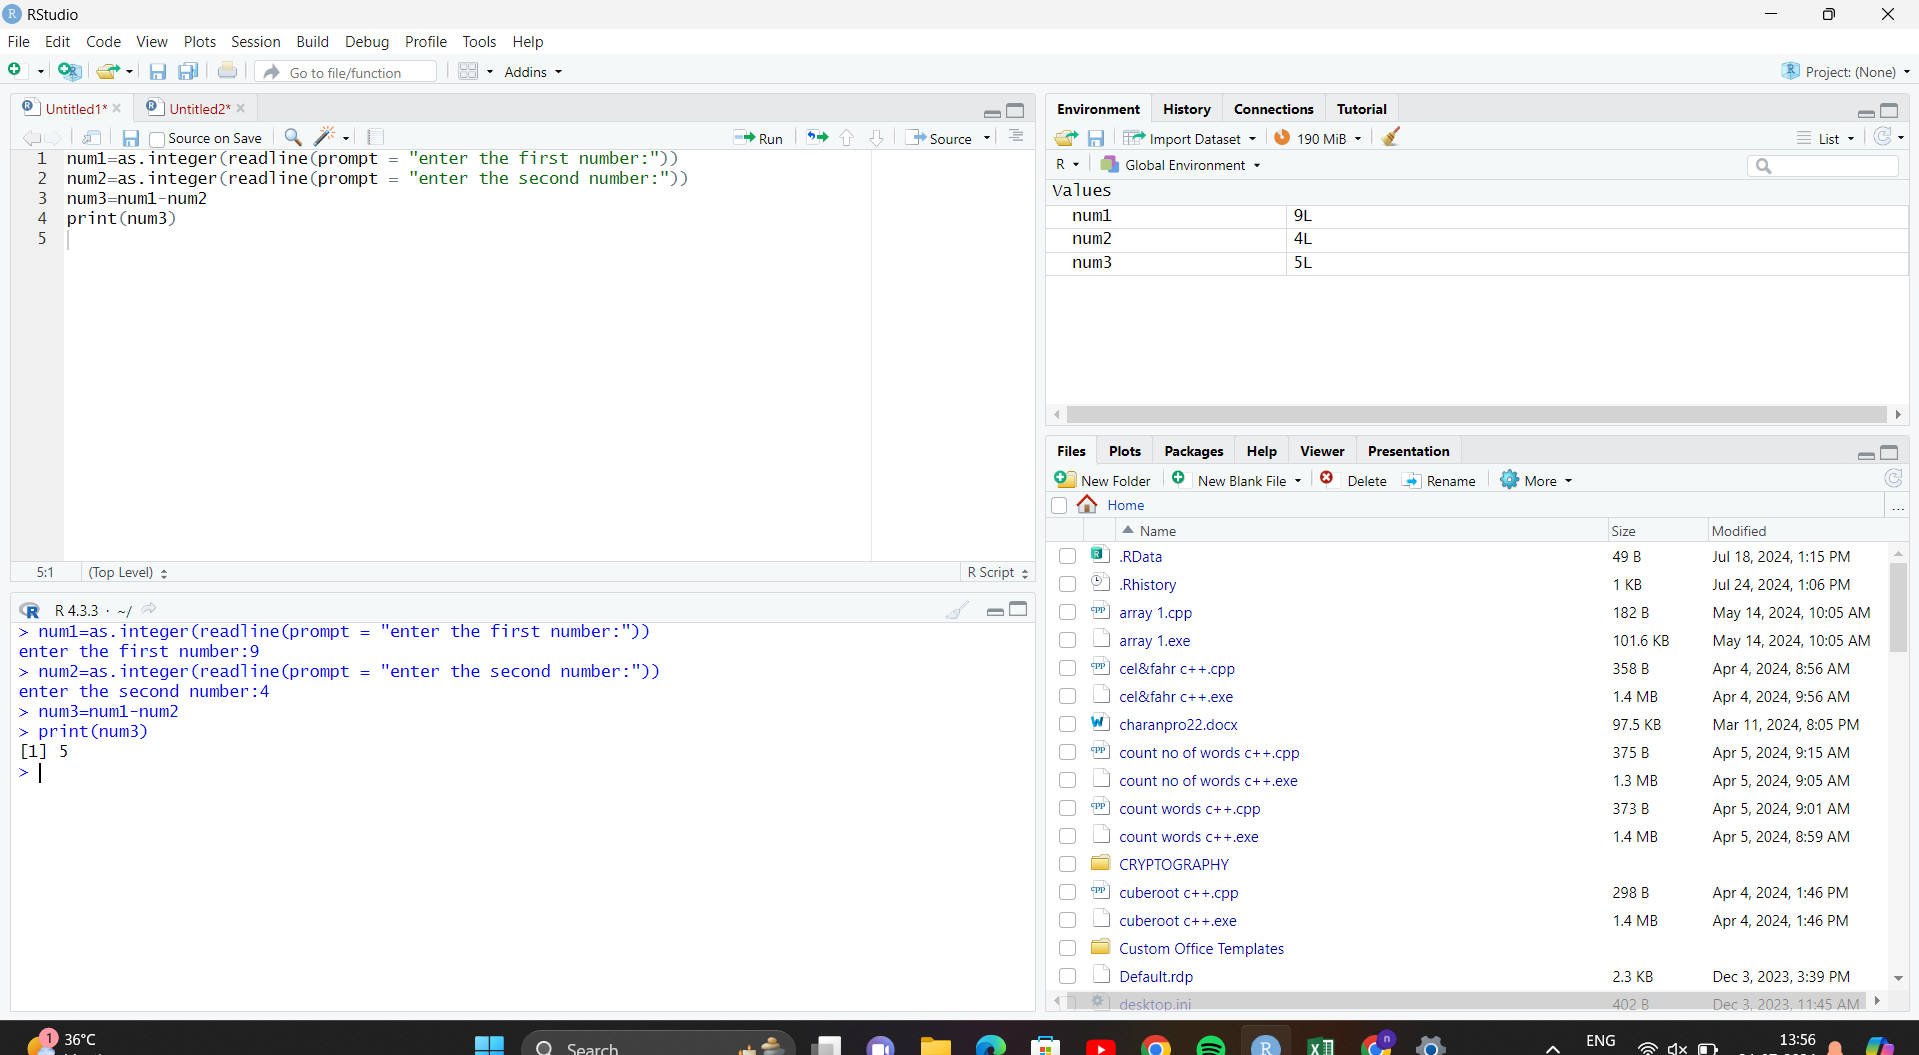 RStudio
File Edit Code View Plots Session Build Debug Profile Tools Help
Go to file/function Addins Project: (None)
Untitled1* Untitled2*
Source on Save Run Source
1 num1=as.integer(readline(prompt = "enter the first number:"))
2 num2=as.integer(readline(prompt = "enter the second number:"))
3 num3=num1-num2
4 print(num3)
5
5:1 (Top Level) R Script
R 4.3.3 · ~/
> num1=as.integer(readline(prompt = "enter the first number:"))
enter the first number:9
> num2=as.integer(readline(prompt = "enter the second number:"))
enter the second number:4
> num3=num1-num2
> print(num3)
[1] 5
>
Environment History Connections Tutorial
Import Dataset 190 MiB List
R Global Environment
Values
num1 9L
num2 4L
num3 5L
Files Plots Packages Help Viewer Presentation
New Folder New Blank File Delete Rename More
Home ...
Name Size Modified
.RData 49 B Jul 18, 2024, 1:15 PM
.Rhistory 1 KB Jul 24, 2024, 1:06 PM
array 1.cpp 182 B May 14, 2024, 10:05 AM
array 1.exe 101.6 KB May 14, 2024, 10:05 AM
cel&fahr c++.cpp 358 B Apr 4, 2024, 8:56 AM
cel&fahr c++.exe 1.4 MB Apr 4, 2024, 9:56 AM
charanpro22.docx 97.5 KB Mar 11, 2024, 8:05 PM
count no of words c++.cpp 375 B Apr 5, 2024, 9:15 AM
count no of words c++.exe 1.3 MB Apr 5, 2024, 9:05 AM
count words c++.cpp 373 B Apr 5, 2024, 9:01 AM
count words c++.exe 1.4 MB Apr 5, 2024, 8:59 AM
CRYPTOGRAPHY
cuberoot c++.cpp 298 B Apr 4, 2024, 1:46 PM
cuberoot c++.exe 1.4 MB Apr 4, 2024, 1:46 PM
Custom Office Templates
Default.rdp 2.3 KB Dec 3, 2023, 3:39 PM
desktop.ini 402 B Dec 3, 2023, 11:45 AM
1 36°C Search ENG 13:56